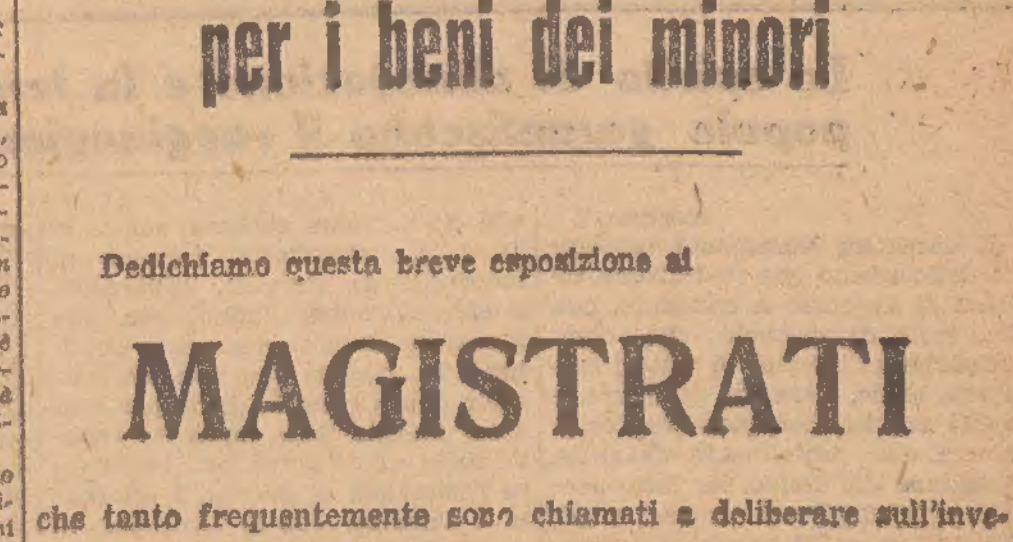 per i beni dei minori
Dedichiamo questa breve esposizione ai
MAGISTRATI
che tanto frequentemente sono chiamati a deliberare sull'inve-